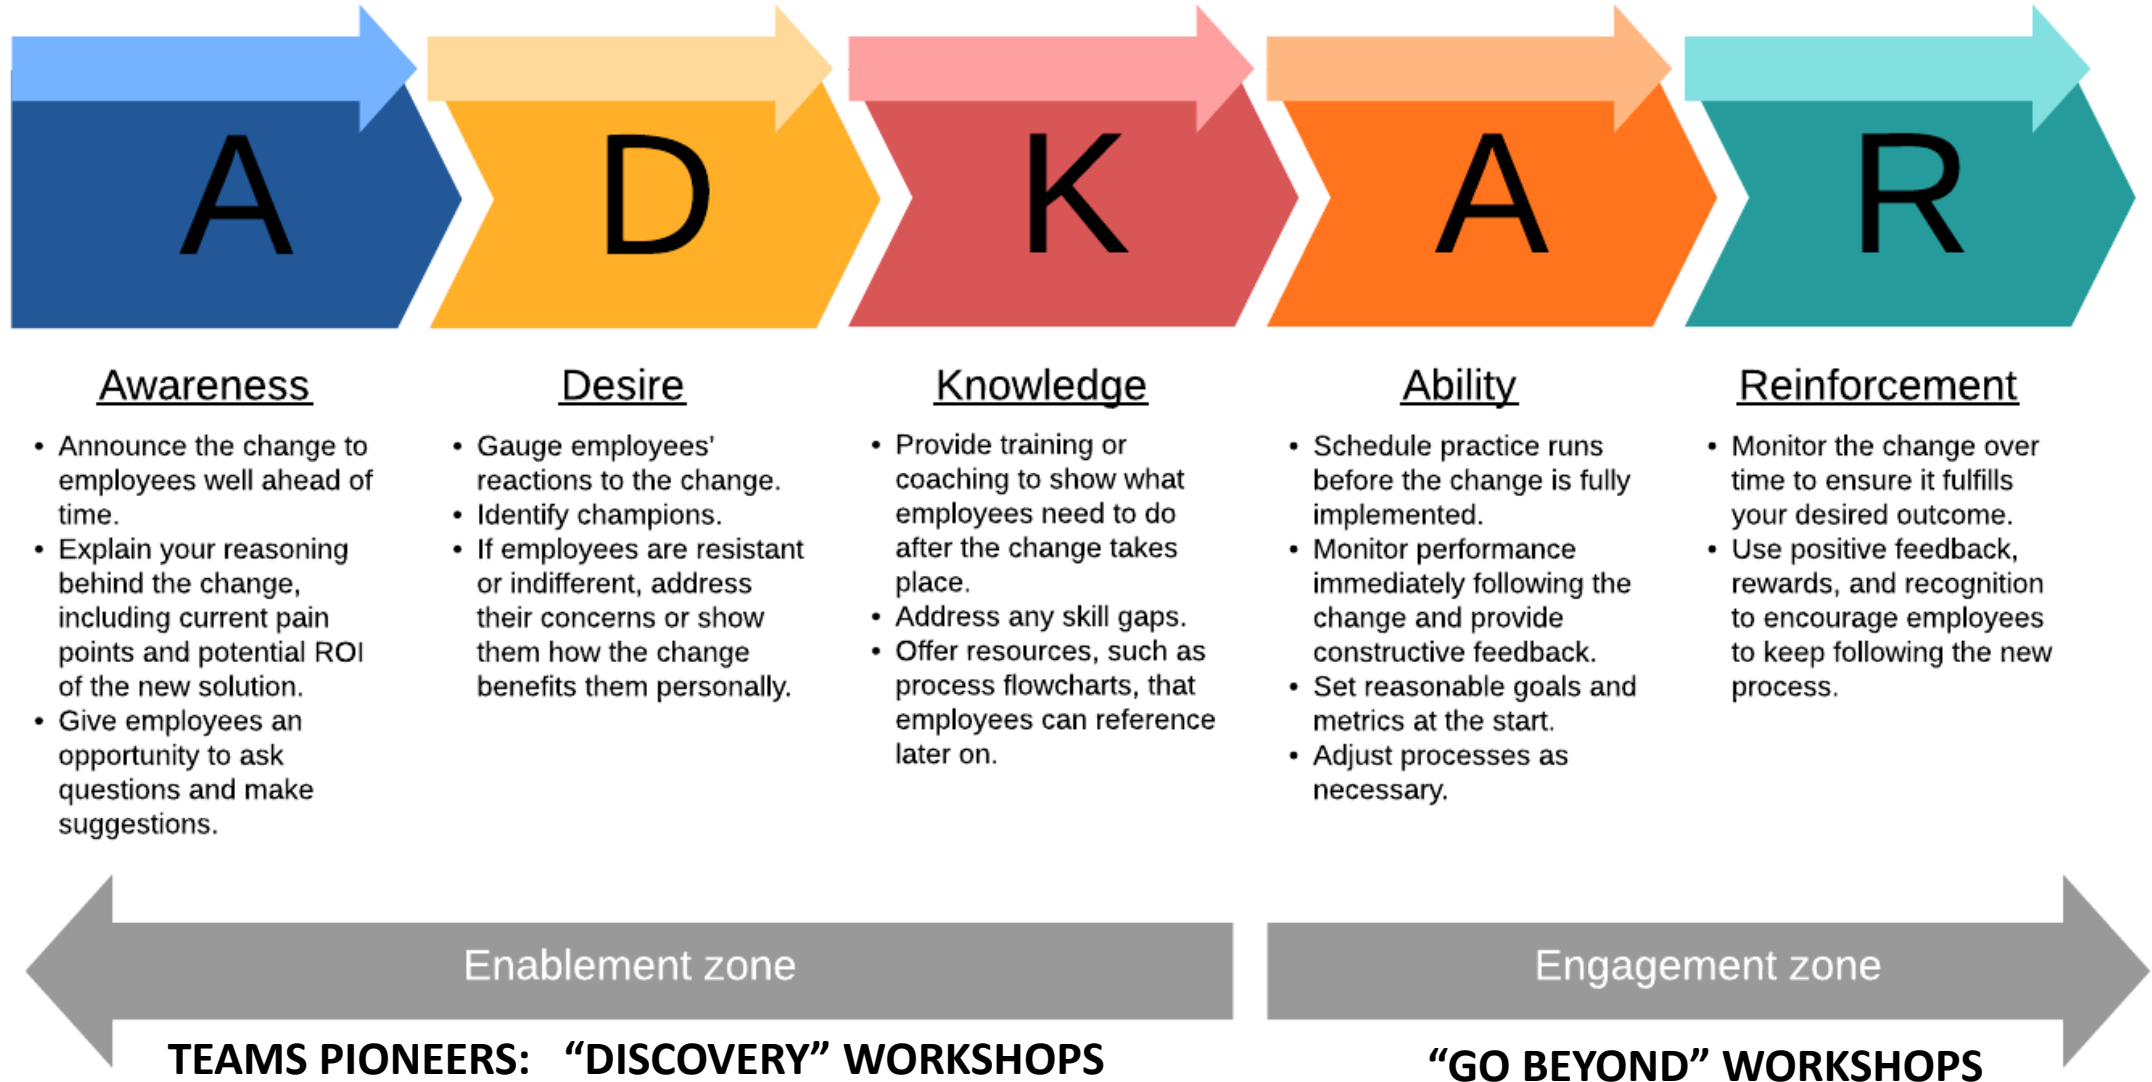 A
D
K
A
R
Awareness
• Announce the change to
employees well ahead of
time.
• Explain your reasoning
behind the change,
including current pain
points and potential ROI
of the new solution.
• Give employees an
opportunity to ask
questions and make
suggestions.
Desire
• Gauge employees'
reactions to the change.
• Identify champions.
• If employees are resistant
or indifferent, address
their concerns or show
them how the change
benefits them personally.
Knowledge
• Provide training or
coaching to show what
employees need to do
after the change takes
place.
• Address any skill gaps.
• Offer resources, such as
process flowcharts, that
employees can reference
later on.
Ability
• Schedule practice runs
before the change is fully
implemented.
• Monitor performance
immediately following the
change and provide
constructive feedback.
• Set reasonable goals and
metrics at the start.
• Adjust processes as
necessary.
Reinforcement
• Monitor the change over
time to ensure it fulfills
your desired outcome.
• Use positive feedback,
rewards, and recognition
to encourage employees
to keep following the new
process.
Enablement zone
Engagement zone
TEAMS PIONEERS: “DISCOVERY” WORKSHOPS
“GO BEYOND” WORKSHOPS